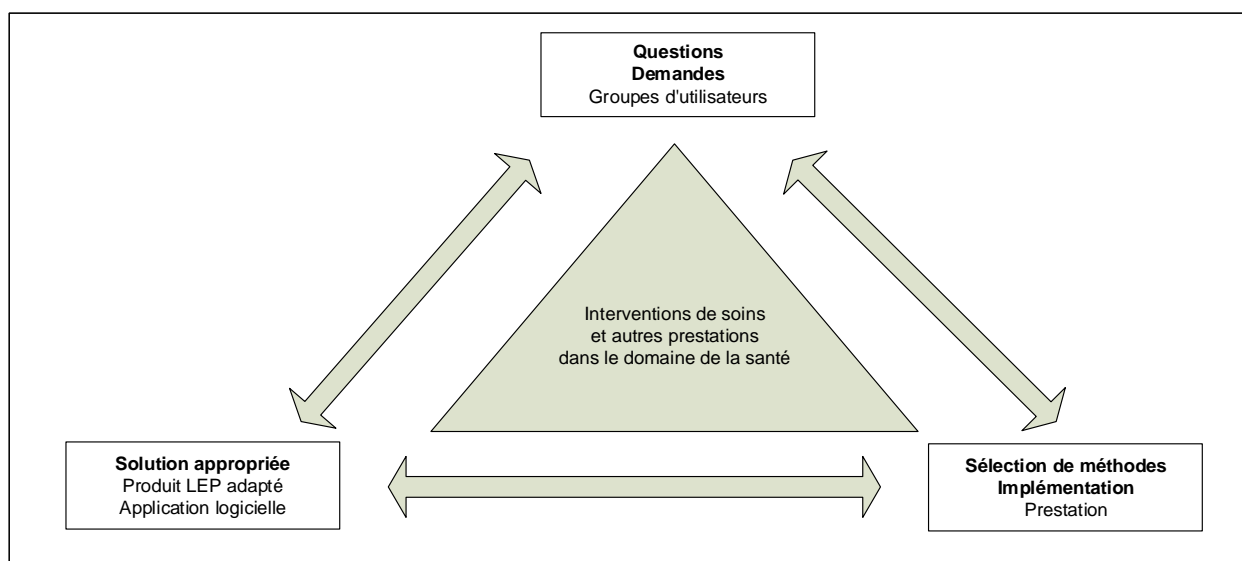 Questions
Demandes
Groupes d'utilisateurs
Interventions de soins
et autres prestations
dans le domaine de la santé
Solution appropriée
Produit LEP adapté
Application logicielle
Sélection de méthodes
Implémentation
Prestation